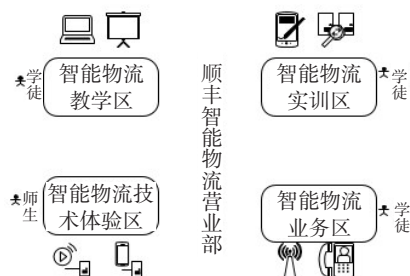 学徒
智能物流
教学区
顺丰智能物流营业部
智能物流
实训区
学徒
师生
智能物流技
术体验区
智能物流
业务区
学徒